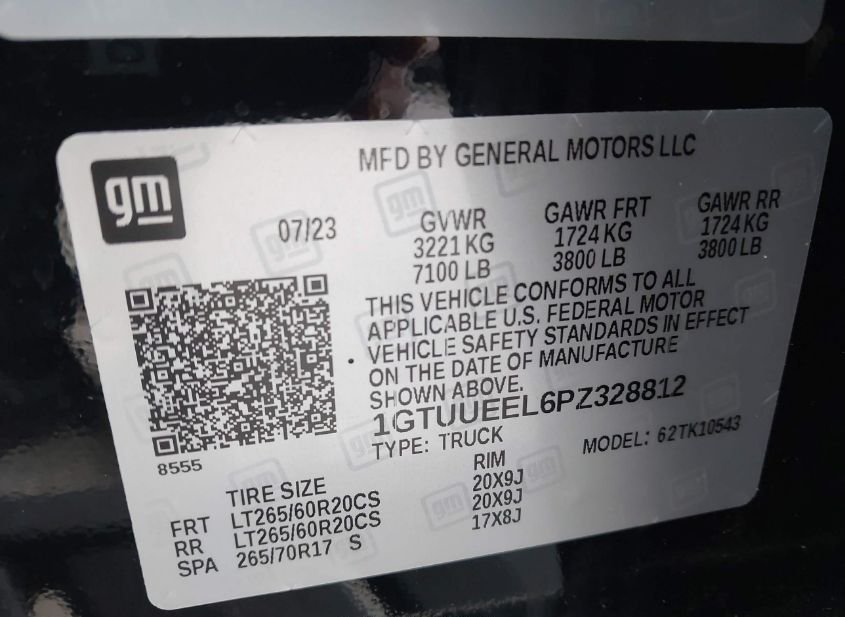 gm
MFD BY GENERAL MOTORS LLC
07/23
GVWR
3221 KG
7100 LB
GAWR FRT
1724 KG
3800 LB
GAWR RR
1724 KG
3800 LB
THIS VEHICLE CONFORMS TO ALL
APPLICABLE U.S. FEDERAL MOTOR
VEHICLE SAFETY STANDARDS IN EFFECT
ON THE DATE OF MANUFACTURE
SHOWN ABOVE.
1GTUUEEL6PZ328812
TYPE: TRUCK
MODEL: 62TK10543
8555
TIRE SIZE
RIM
FRT LT265/60R20CS 20X9J
RR LT265/60R20CS 20X9J
SPA 265/70R17 S 17X8J